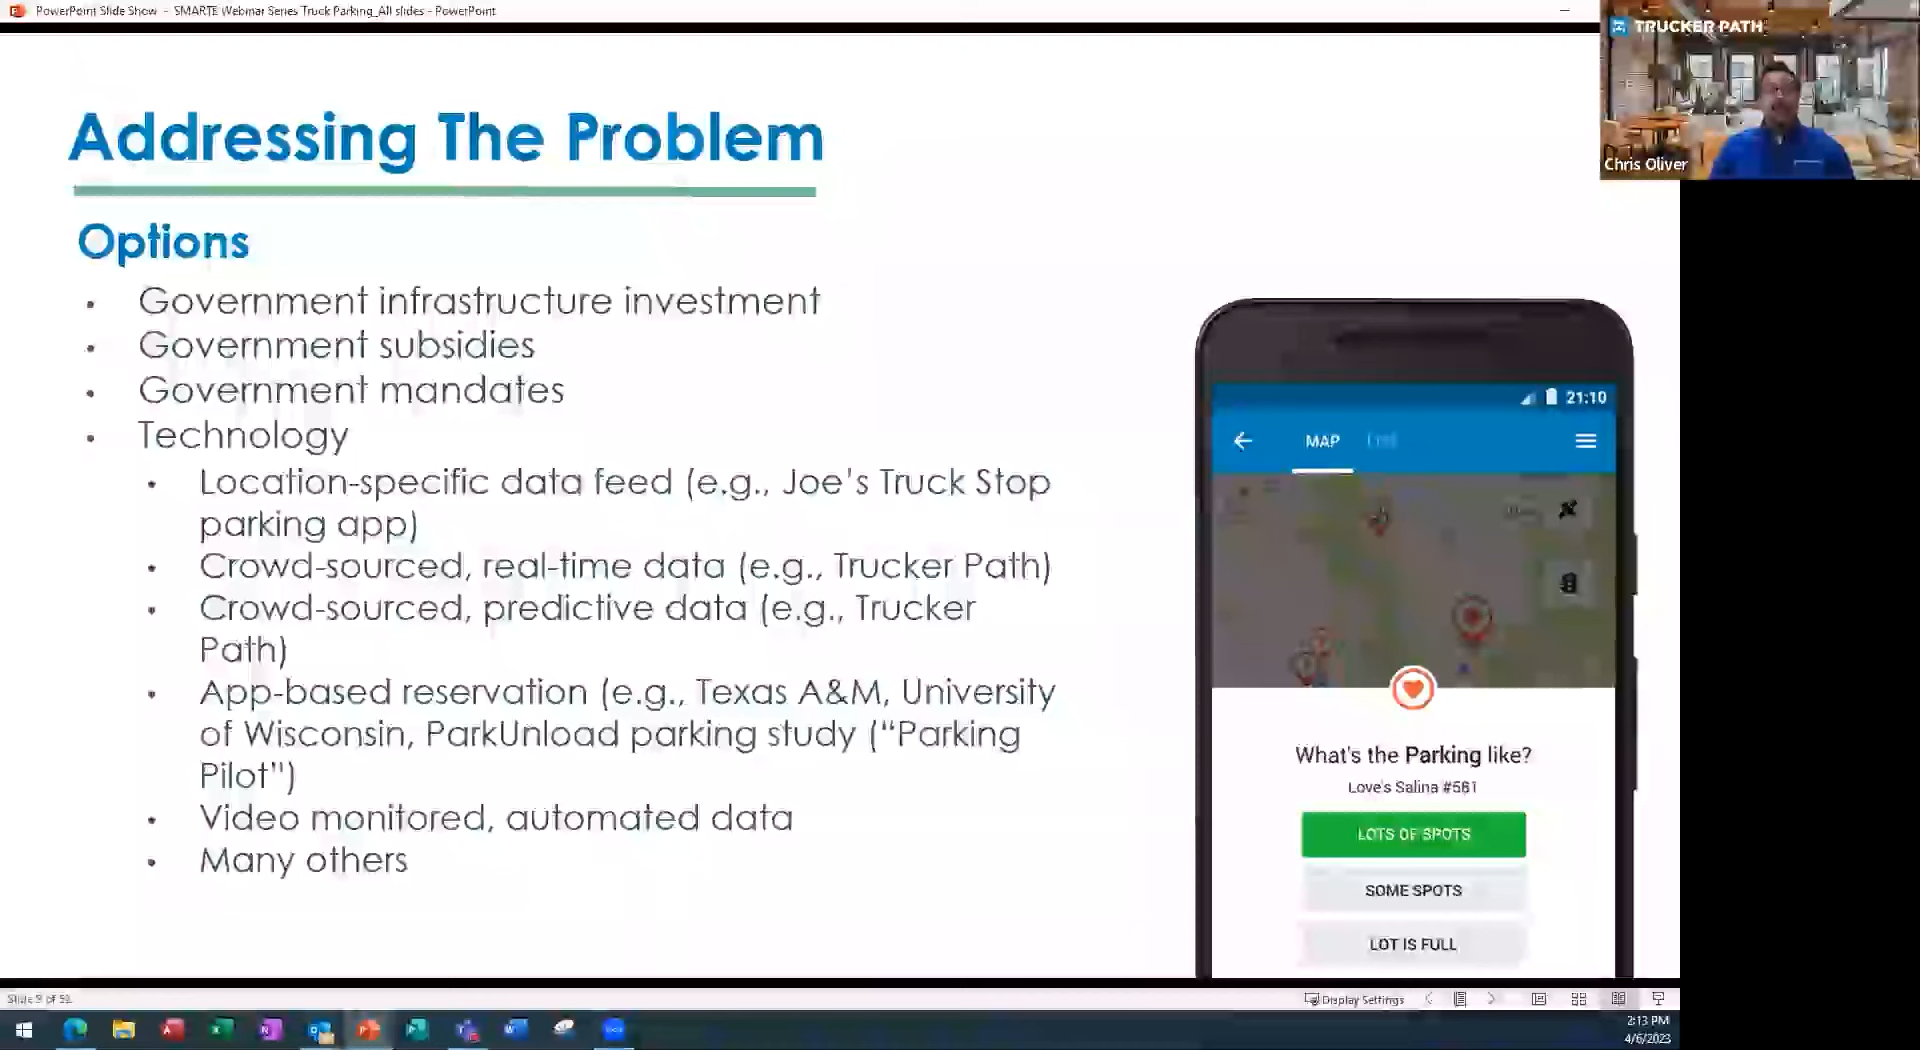 PowerPoint Slide Show - SMARTE Webinar Series Truck Parking_All slides - PowerPoint
TRUCKER PATH
Chris Oliver
Addressing The Problem
Options
• Government infrastructure investment
• Government subsidies
• Government mandates
• Technology
• Location-specific data feed (e.g., Joe's Truck Stop
parking app)
• Crowd-sourced, real-time data (e.g., Trucker Path)
• Crowd-sourced, predictive data (e.g., Trucker
Path)
• App-based reservation (e.g., Texas A&M, University
of Wisconsin, ParkUnload parking study (“Parking
Pilot”)
• Video monitored, automated data
• Many others
21:10
MAP
What's the Parking like?
Love's Salina #561
LOTS OF SPOTS
SOME SPOTS
LOT IS FULL
Slide 9 of
Display Settings
2:13 PM
4/6/2023